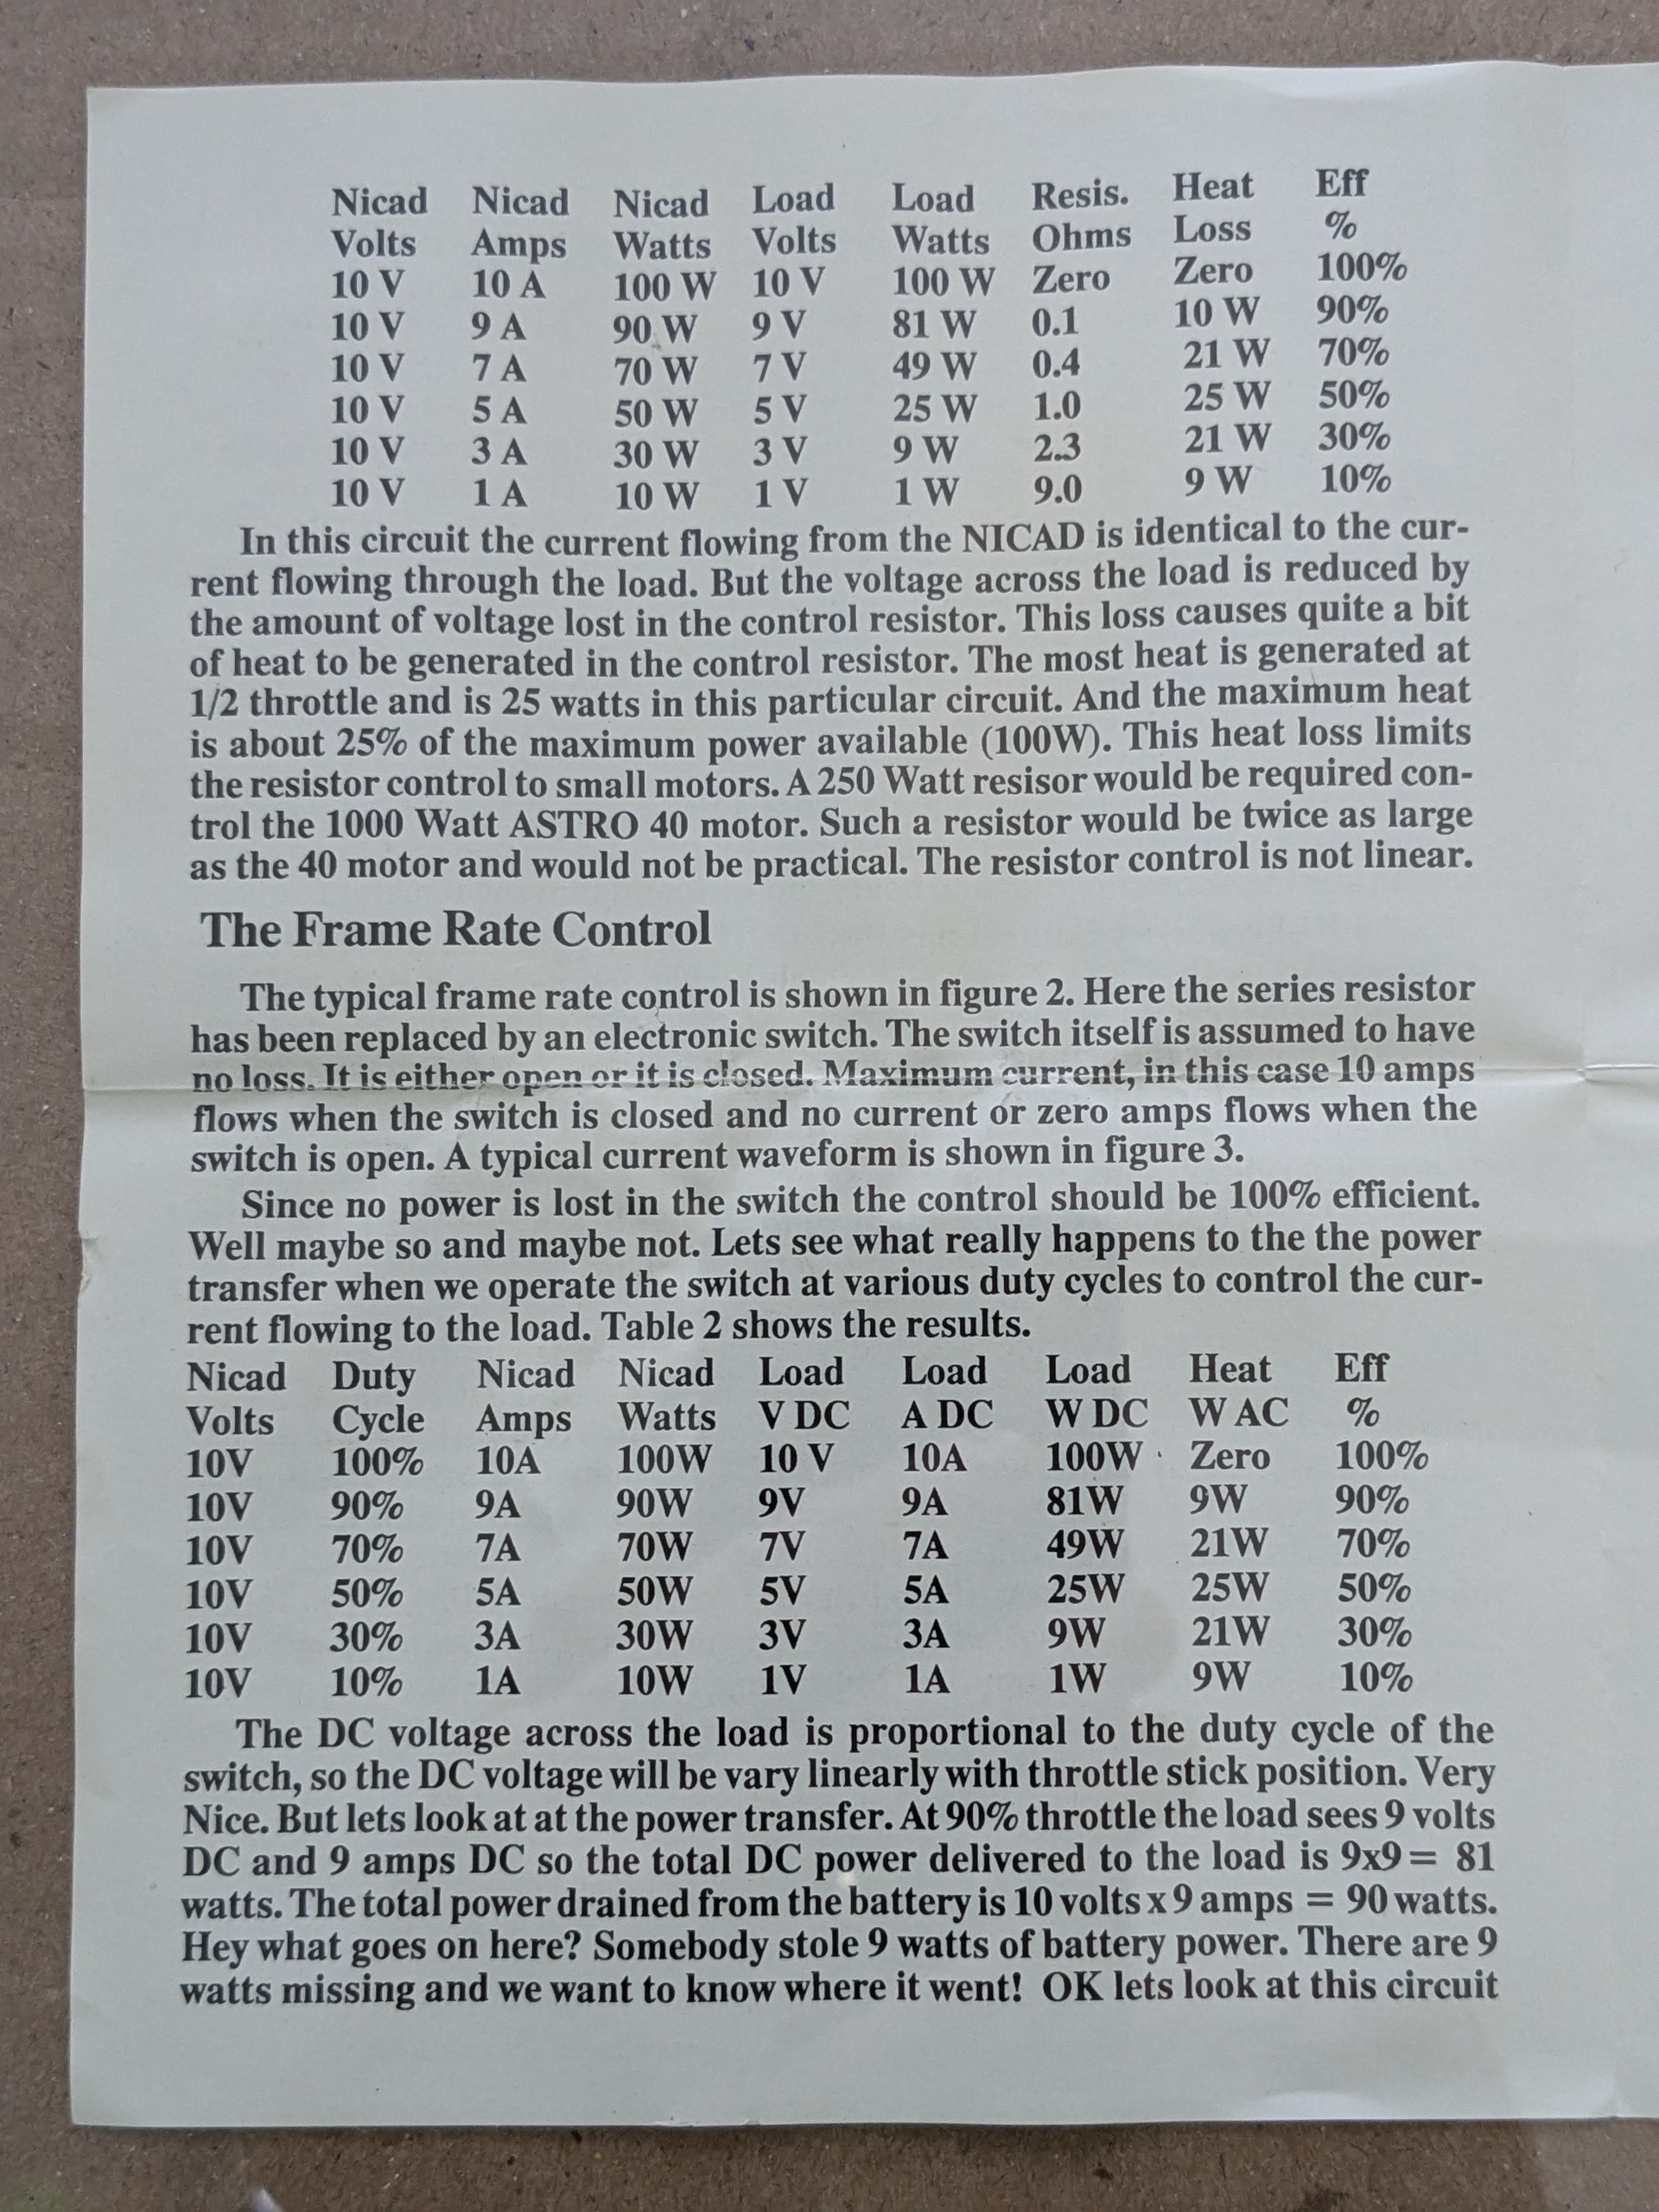 Nicad Nicad Nicad Load Load Resis. Heat Eff
Volts Amps Watts Volts Watts Ohms Loss %
10 V 10 A 100 W 10 V 100 W Zero Zero 100%
10 V 9 A 90 W 9 V 81 W 0.1 10 W 90%
10 V 7 A 70 W 7 V 49 W 0.4 21 W 70%
10 V 5 A 50 W 5 V 25 W 1.0 25 W 50%
10 V 3 A 30 W 3 V 9 W 2.3 21 W 30%
10 V 1 A 10 W 1 V 1 W 9.0 9 W 10%
In this circuit the current flowing from the NICAD is identical to the cur-
rent flowing through the load. But the voltage across the load is reduced by
the amount of voltage lost in the control resistor. This loss causes quite a bit
of heat to be generated in the control resistor. The most heat is generated at
1/2 throttle and is 25 watts in this particular circuit. And the maximum heat
is about 25% of the maximum power available (100W). This heat loss limits
the resistor control to small motors. A 250 Watt resisor would be required con-
trol the 1000 Watt ASTRO 40 motor. Such a resistor would be twice as large
as the 40 motor and would not be practical. The resistor control is not linear.
The Frame Rate Control
The typical frame rate control is shown in figure 2. Here the series resistor
has been replaced by an electronic switch. The switch itself is assumed to have
no loss. It is either open or it is closed. Maximum current, in this case 10 amps
flows when the switch is closed and no current or zero amps flows when the
switch is open. A typical current waveform is shown in figure 3.
Since no power is lost in the switch the control should be 100% efficient.
Well maybe so and maybe not. Lets see what really happens to the the power
transfer when we operate the switch at various duty cycles to control the cur-
rent flowing to the load. Table 2 shows the results.
Nicad Duty Nicad Nicad Load Load Load Heat Eff
Volts Cycle Amps Watts V DC A DC W DC W AC %
10V 100% 10A 100W 10 V 10A 100W Zero 100%
10V 90% 9A 90W 9V 9A 81W 9W 90%
10V 70% 7A 70W 7V 7A 49W 21W 70%
10V 50% 5A 50W 5V 5A 25W 25W 50%
10V 30% 3A 30W 3V 3A 9W 21W 30%
10V 10% 1A 10W 1V 1A 1W 9W 10%
The DC voltage across the load is proportional to the duty cycle of the
switch, so the DC voltage will be vary linearly with throttle stick position. Very
Nice. But lets look at at the power transfer. At 90% throttle the load sees 9 volts
DC and 9 amps DC so the total DC power delivered to the load is 9x9 = 81
watts. The total power drained from the battery is 10 volts x 9 amps = 90 watts.
Hey what goes on here? Somebody stole 9 watts of battery power. There are 9
watts missing and we want to know where it went! OK lets look at this circuit